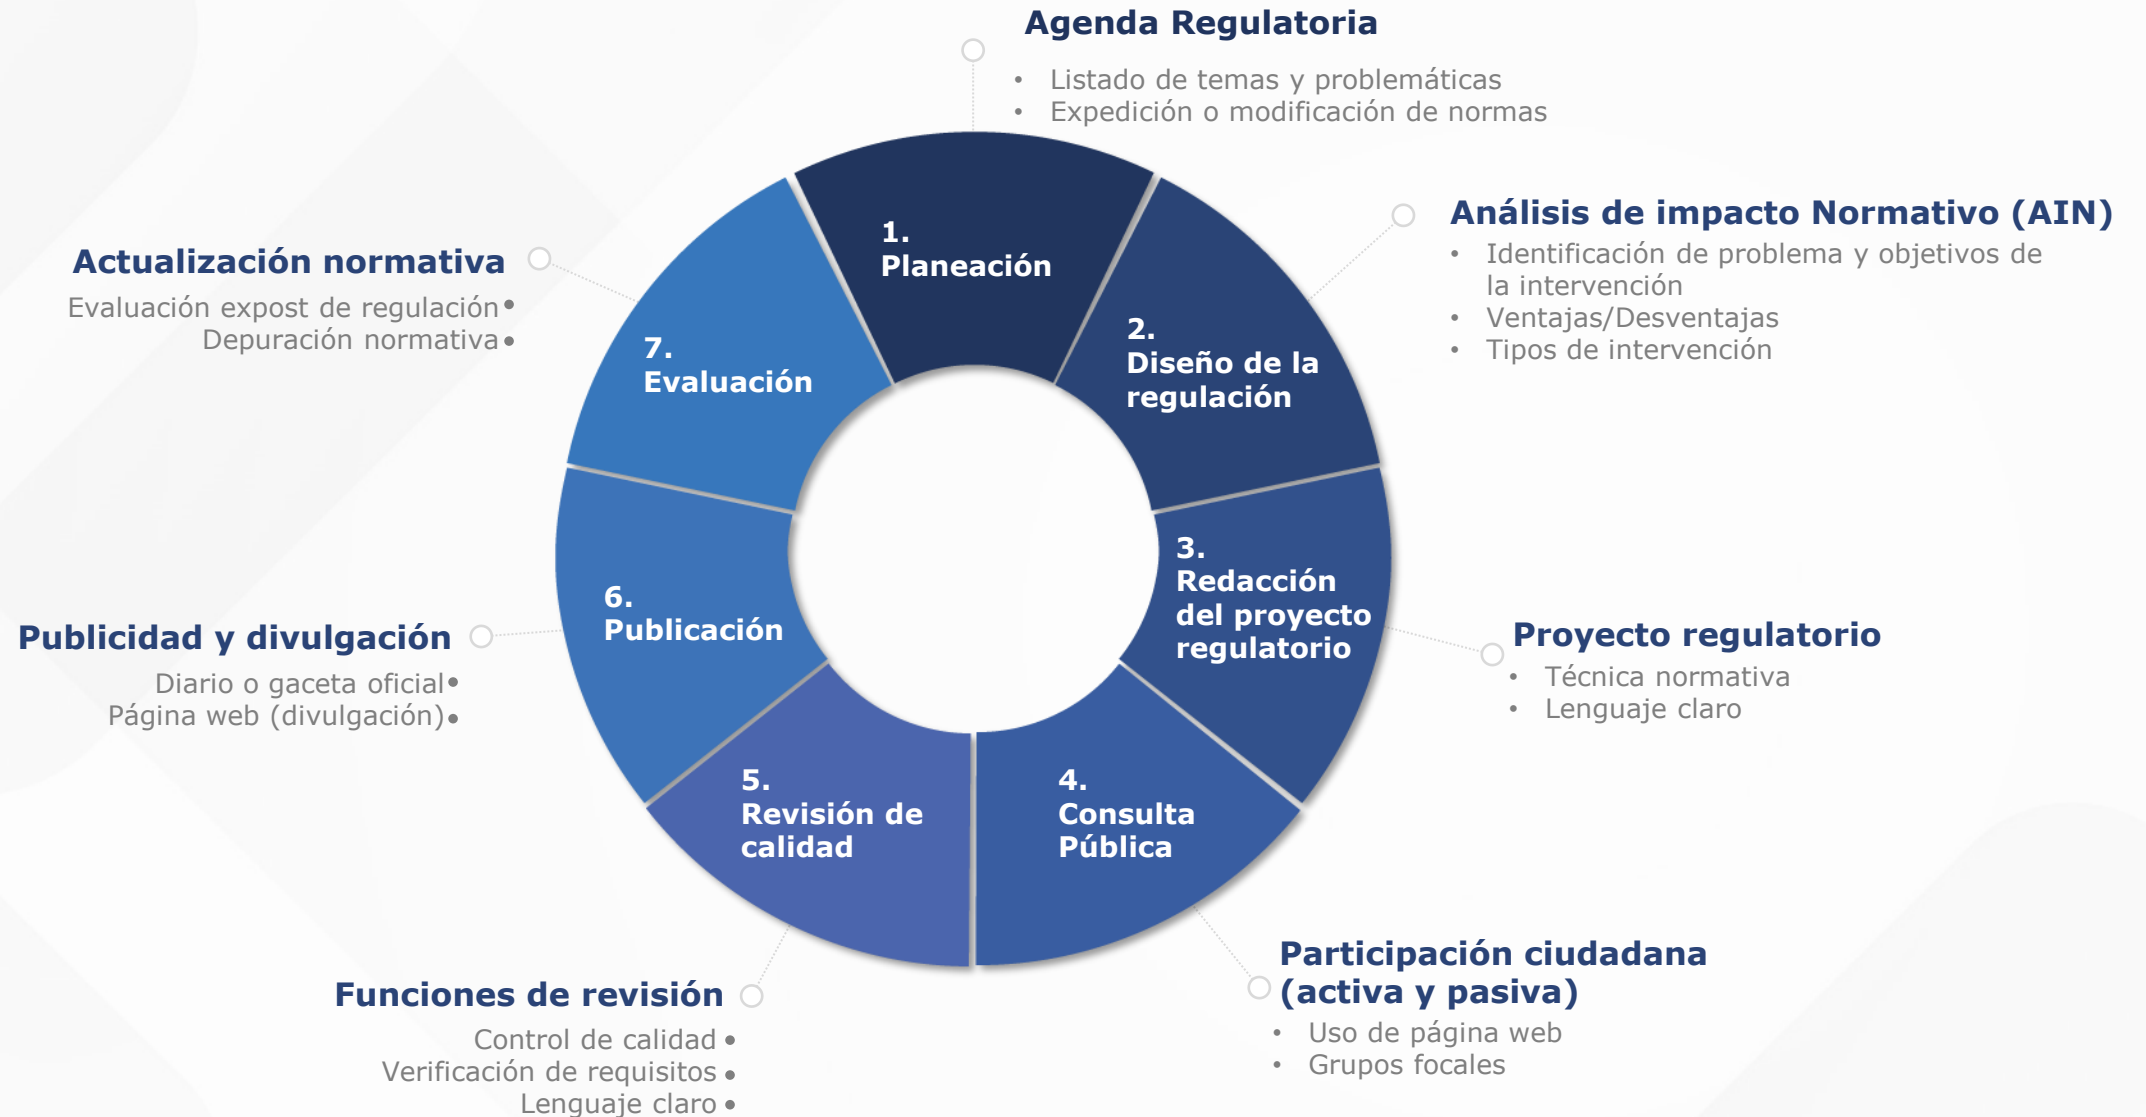 Agenda Regulatoria
• Listado de temas y problemáticas
• Expedición o modificación de normas
1.
Planeación
Análisis de impacto Normativo (AIN)
• Identificación de problema y objetivos de
la intervención
• Ventajas/Desventajas
• Tipos de intervención
2.
Diseño de la
regulación
3.
Redacción
del proyecto
regulatorio
Proyecto regulatorio
• Técnica normativa
• Lenguaje claro
4.
Consulta
Pública
Participación ciudadana
(activa y pasiva)
• Uso de página web
• Grupos focales
5.
Revisión de
calidad
Funciones de revisión
Control de calidad •
Verificación de requisitos •
Lenguaje claro •
6.
Publicación
Publicidad y divulgación
Diario o gaceta oficial•
Página web (divulgación)•
7.
Evaluación
Actualización normativa
Evaluación expost de regulación•
Depuración normativa•